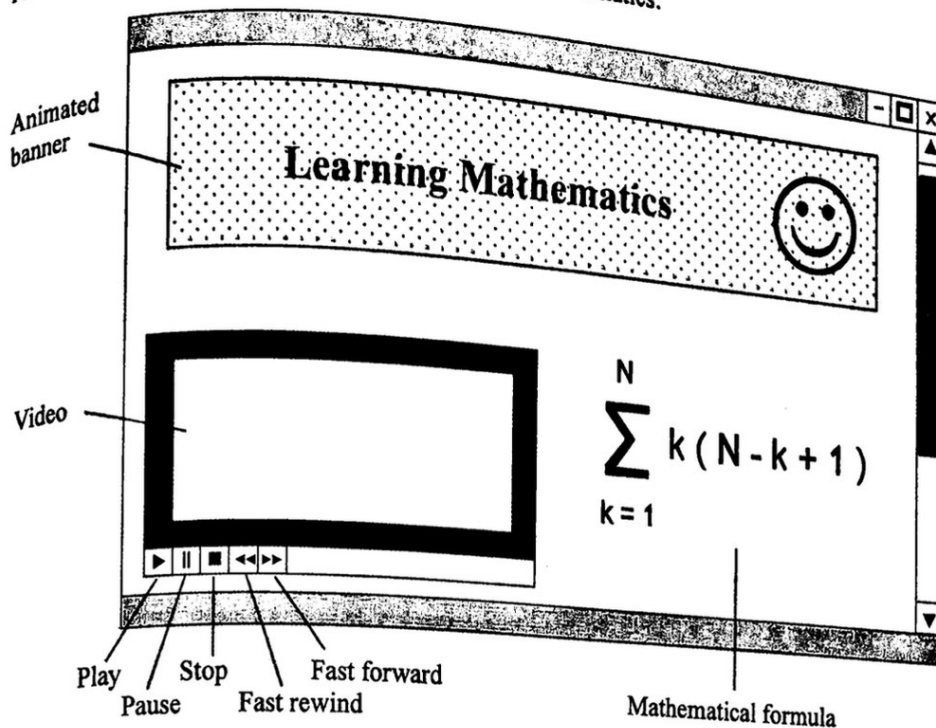 Animated
banner
Learning Mathematics
Video
N
∑ k ( N - k + 1 )
k = 1
Play
Pause
Stop
Fast rewind
Fast forward
Mathematical formula